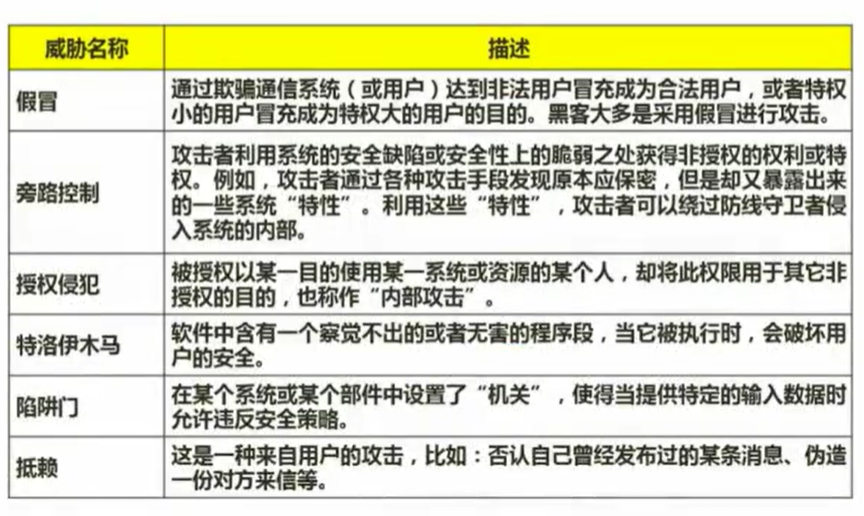 威胁名称
描述
假冒
通过欺骗通信系统（或用户）达到非法用户冒充成为合法用户，或者特权
小的用户冒充成为特权大的用户的目的。黑客大多是采用假冒进行攻击。
旁路控制
攻击者利用系统的安全缺陷或安全性上的脆弱之处获得非授权的权利或特
权。例如，攻击者通过各种攻击手段发现原本应保密，但是却又暴露出来
的一些系统“特性”。利用这些“特性”，攻击者可以绕过防线守卫者侵
入系统的内部。
授权侵犯
被授权以某一目的使用某一系统或资源的某个人，却将此权限用于其它非
授权的目的，也称作“内部攻击”。
特洛伊木马
软件中含有一个察觉不出的或者无害的程序段，当它被执行时，会破坏用
户的安全。
陷阱门
在某个系统或某个部件中设置了“机关”，使得当提供特定的输入数据时
允许违反安全策略。
抵赖
这是一种来自用户的攻击，比如：否认自己曾经发布过的某条消息、伪造
一份对方来信等。